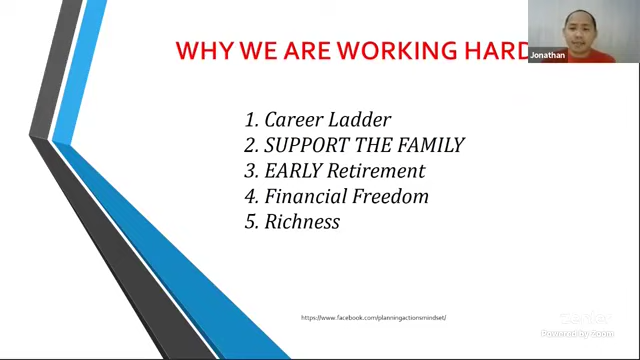 WHY WE ARE WORKING HARD
Jonathan
1. Career Ladder
2. SUPPORT THE FAMILY
3. EARLY Retirement
4. Financial Freedom
5. Richness
https://www.facebook.com/planningactionsmindset/
Powered by Zoom